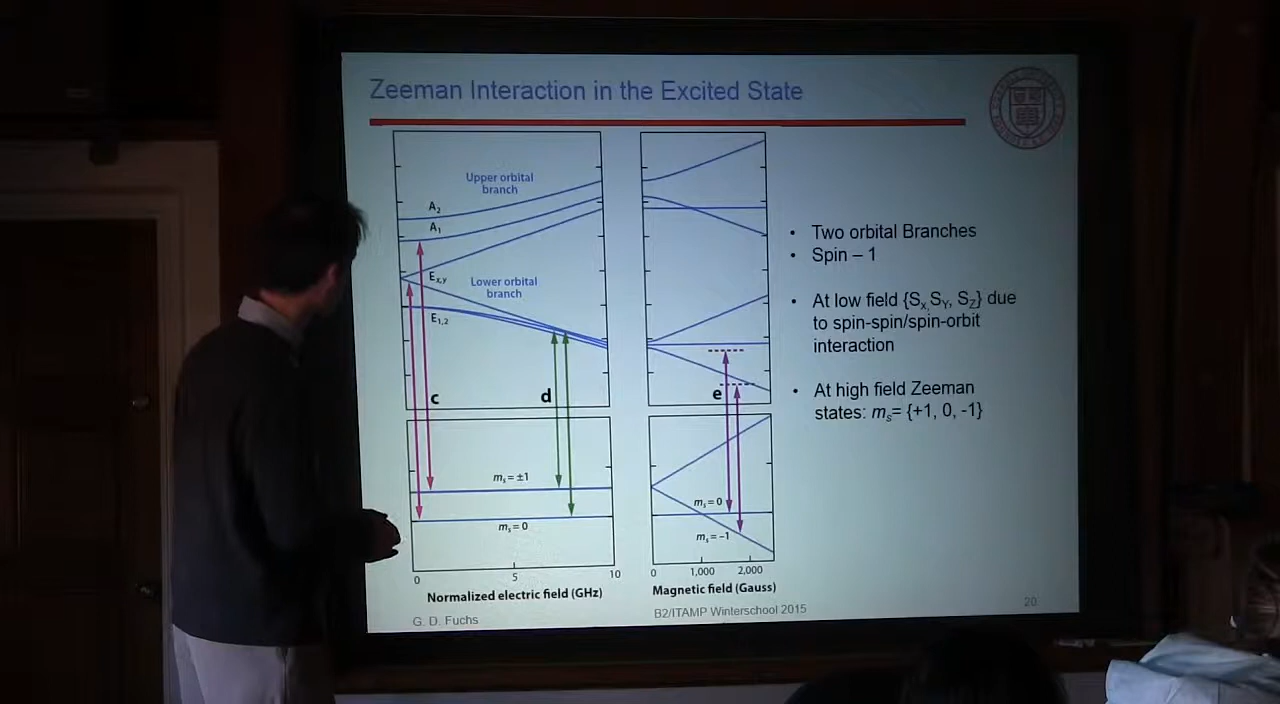 Zeeman Interaction in the Excited State
Upper orbital
branch
A2
A1
Ex,y
Lower orbital
branch
E1,2
c
d
e
ms = ±1
ms = 0
ms = 0
ms = −1
0
5
10
Normalized electric field (GHz)
0
1,000
2,000
Magnetic field (Gauss)
• Two orbital Branches
• Spin – 1
• At low field {Sx,SY, SZ} due
to spin-spin/spin-orbit
interaction
• At high field Zeeman
states: ms= {+1, 0, -1}
G. D. Fuchs
B2/ITAMP Winterschool 2015
20